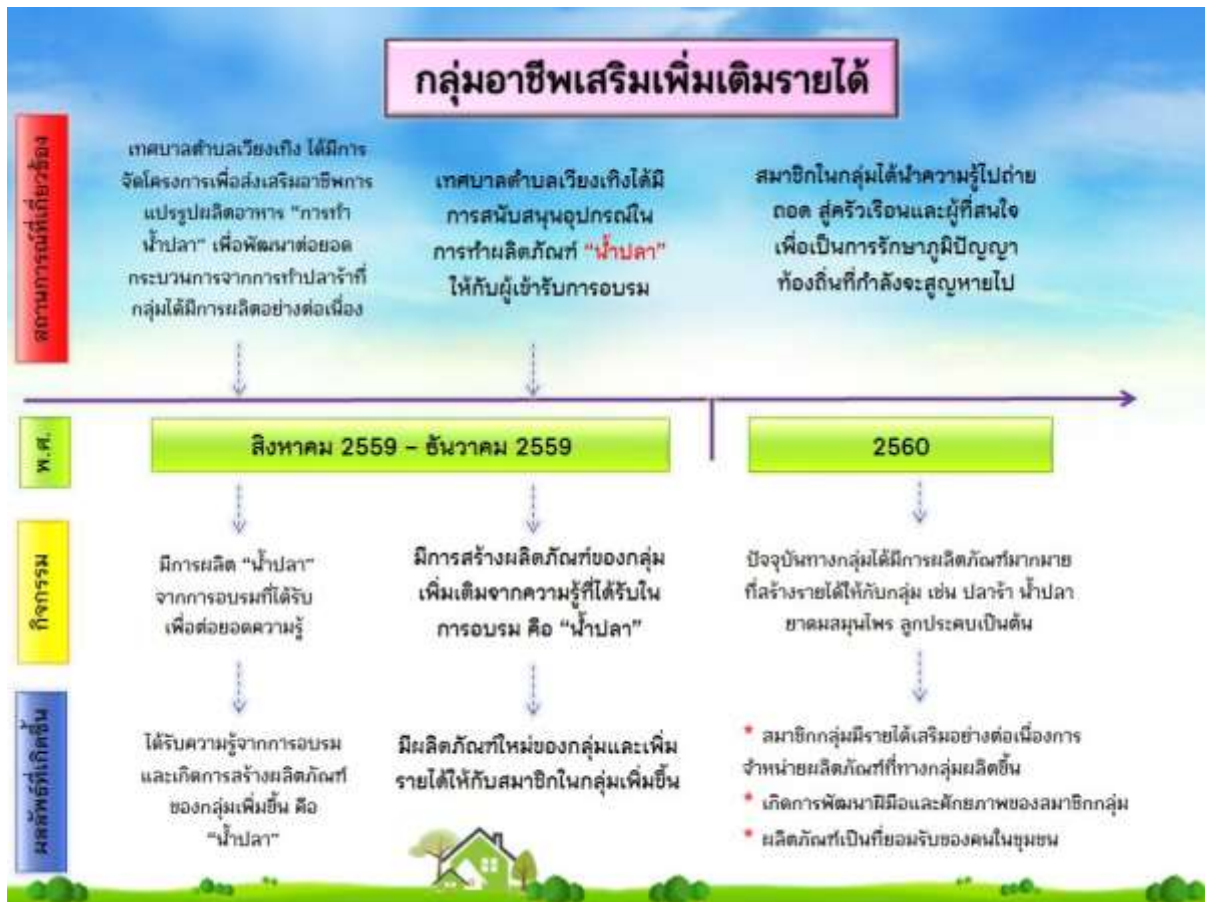 กลุ่มอาชีพเสริมเพิ่มเติมรายได้
สถานการณ์ที่เกี่ยวข้อง
เทศบาลตำบลเวียงเทิง ได้มีการ
จัดโครงการเพื่อส่งเสริมอาชีพการ
แปรรูปผลิตอาหาร “การทำ
น้ำปลา” เพื่อพัฒนาต่อยอด
กระบวนการจากการทำปลาร้าที่
กลุ่มได้มีการผลิตอย่างต่อเนื่อง
เทศบาลตำบลเวียงเทิงได้มี
การสนับสนุนอุปกรณ์ใน
การทำผลิตภัณฑ์ “น้ำปลา”
ให้กับผู้เข้ารับการอบรม
สมาชิกในกลุ่มได้นำความรู้ไปถ่าย
ถอด สู่ครัวเรือนและผู้ที่สนใจ
เพื่อเป็นการรักษาภูมิปัญญา
ท้องถิ่นที่กำลังจะสูญหายไป
พ.ศ.
สิงหาคม 2559 – ธันวาคม 2559
2560
กิจกรรม
มีการผลิต “น้ำปลา”
จากการอบรมที่ได้รับ
เพื่อต่อยอดความรู้
มีการสร้างผลิตภัณฑ์ของกลุ่ม
เพิ่มเติมจากความรู้ที่ได้รับใน
การอบรม คือ “น้ำปลา”
ปัจจุบันทางกลุ่มได้มีการผลิตภัณฑ์มากมาย
ที่สร้างรายได้ให้กับกลุ่ม เช่น ปลาร้า น้ำปลา
ยาดมสมุนไพร ลูกประคบเป็นต้น
ผลลัพธ์ที่เกิดขึ้น
ได้รับความรู้จากการอบรม
และเกิดการสร้างผลิตภัณฑ์
ของกลุ่มเพิ่มขึ้น คือ
“น้ำปลา”
มีผลิตภัณฑ์ใหม่ของกลุ่มและเพิ่ม
รายได้ให้กับสมาชิกในกลุ่มเพิ่มขึ้น
* สมาชิกกลุ่มมีรายได้เสริมอย่างต่อเนื่องการ
จำหน่ายผลิตภัณฑ์ที่ทางกลุ่มผลิตขึ้น
* เกิดการพัฒนาฝีมือและศักยภาพของสมาชิกกลุ่ม
* ผลิตภัณฑ์เป็นที่ยอมรับของคนในชุมชน